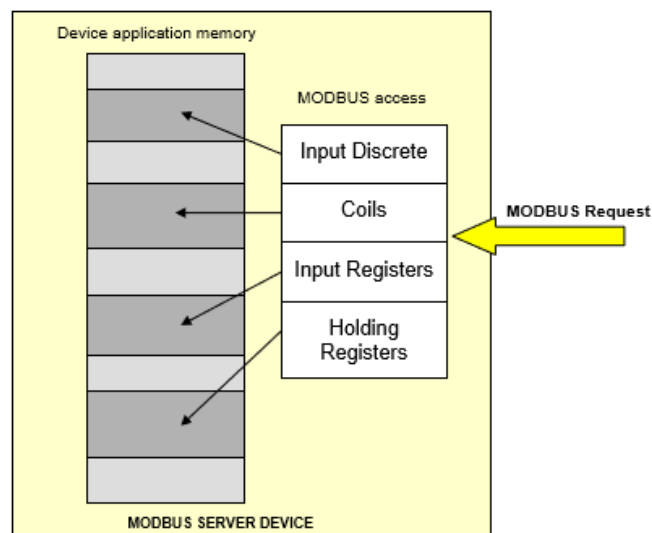 Device application memory
MODBUS access
Input Discrete
Coils
MODBUS Request
Input Registers
Holding
Registers
MODBUS SERVER DEVICE